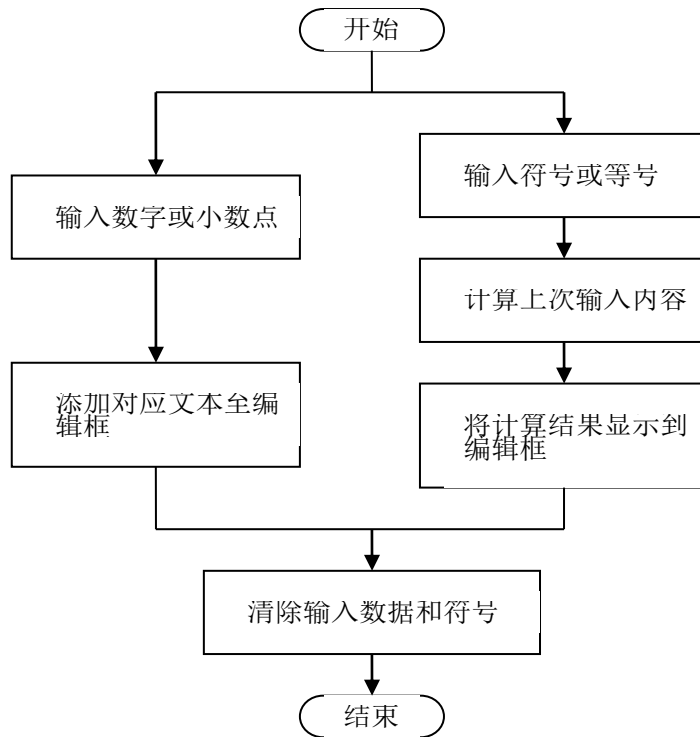 开始
输入数字或小数点
输入符号或等号
计算上次输入内容
添加对应文本全编
辑框
将计算结果显示到
编辑框
清除输入数据和符号
结束